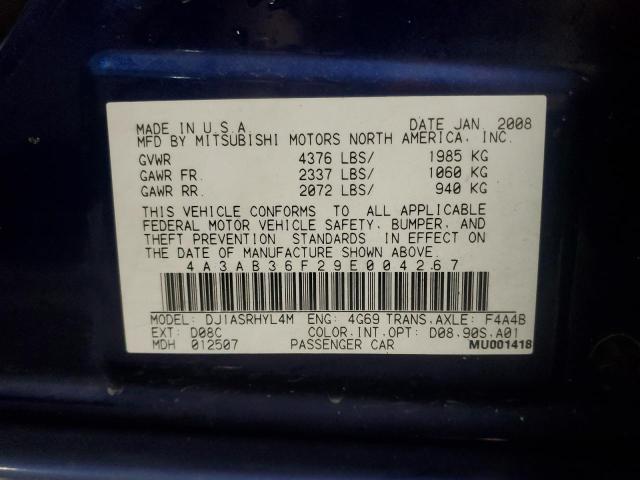 MADE IN U.S.A. DATE JAN 2008
MFD BY MITSUBISHI MOTORS NORTH AMERICA, INC.
GVWR 4376 LBS/ 1985 KG
GAWR FR. 2337 LBS/ 1060 KG
GAWR RR. 2072 LBS/ 940 KG
THIS VEHICLE CONFORMS TO ALL APPLICABLE
FEDERAL MOTOR VEHICLE SAFETY, BUMPER, AND
THEFT PREVENTION STANDARDS IN EFFECT ON
THE DATE OF MANUFACTURE SHOWN ABOVE.
4A3AB36F29E004267
MODEL: DJ1ASRHYL4M ENG: 4G69 TRANS,AXLE: F4A4B
EXT: D08C COLOR,INT,OPT: D08,90S,A01
MDH 012507 PASSENGER CAR MU001418